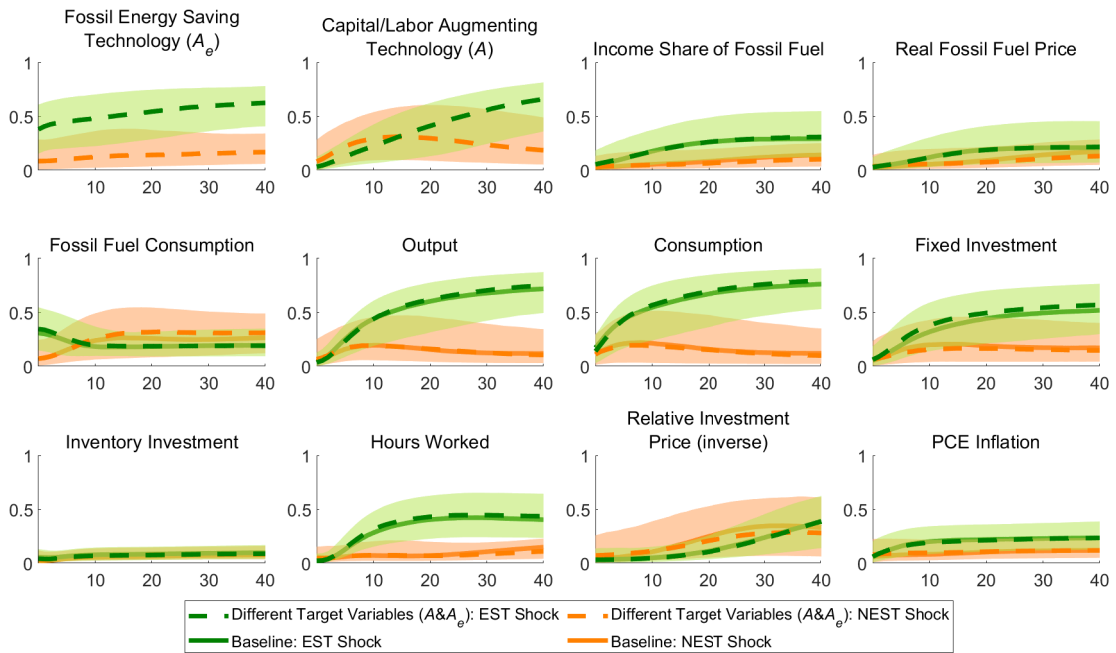 Fossil Energy Saving
Technology (A_e)
Capital/Labor Augmenting
Technology (A)
Income Share of Fossil Fuel
Real Fossil Fuel Price
1
0.5
0
10 20 30 40
1
0.5
0
10 20 30 40
1
0.5
0
10 20 30 40
1
0.5
0
10 20 30 40
Fossil Fuel Consumption
Output
Consumption
Fixed Investment
1
0.5
0
10 20 30 40
1
0.5
0
10 20 30 40
1
0.5
0
10 20 30 40
1
0.5
0
10 20 30 40
Inventory Investment
Hours Worked
Relative Investment
Price (inverse)
PCE Inflation
1
0.5
0
10 20 30 40
1
0.5
0
10 20 30 40
1
0.5
0
10 20 30 40
1
0.5
0
10 20 30 40
Different Target Variables (A&A_e): EST Shock
Different Target Variables (A&A_e): NEST Shock
Baseline: EST Shock
Baseline: NEST Shock